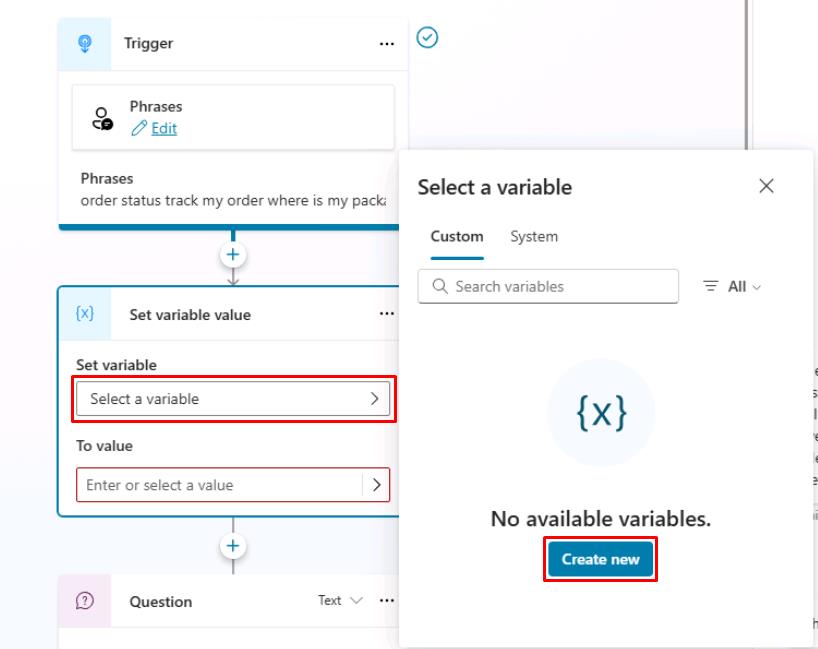 Trigger
Phrases
Edit
Phrases
order status track my order where is my packa
{x}
Set variable value
Set variable
Select a variable
To value
Enter or select a value
Question
Text
Select a variable
Custom
System
Search variables
All
{x}
No available variables.
Create new